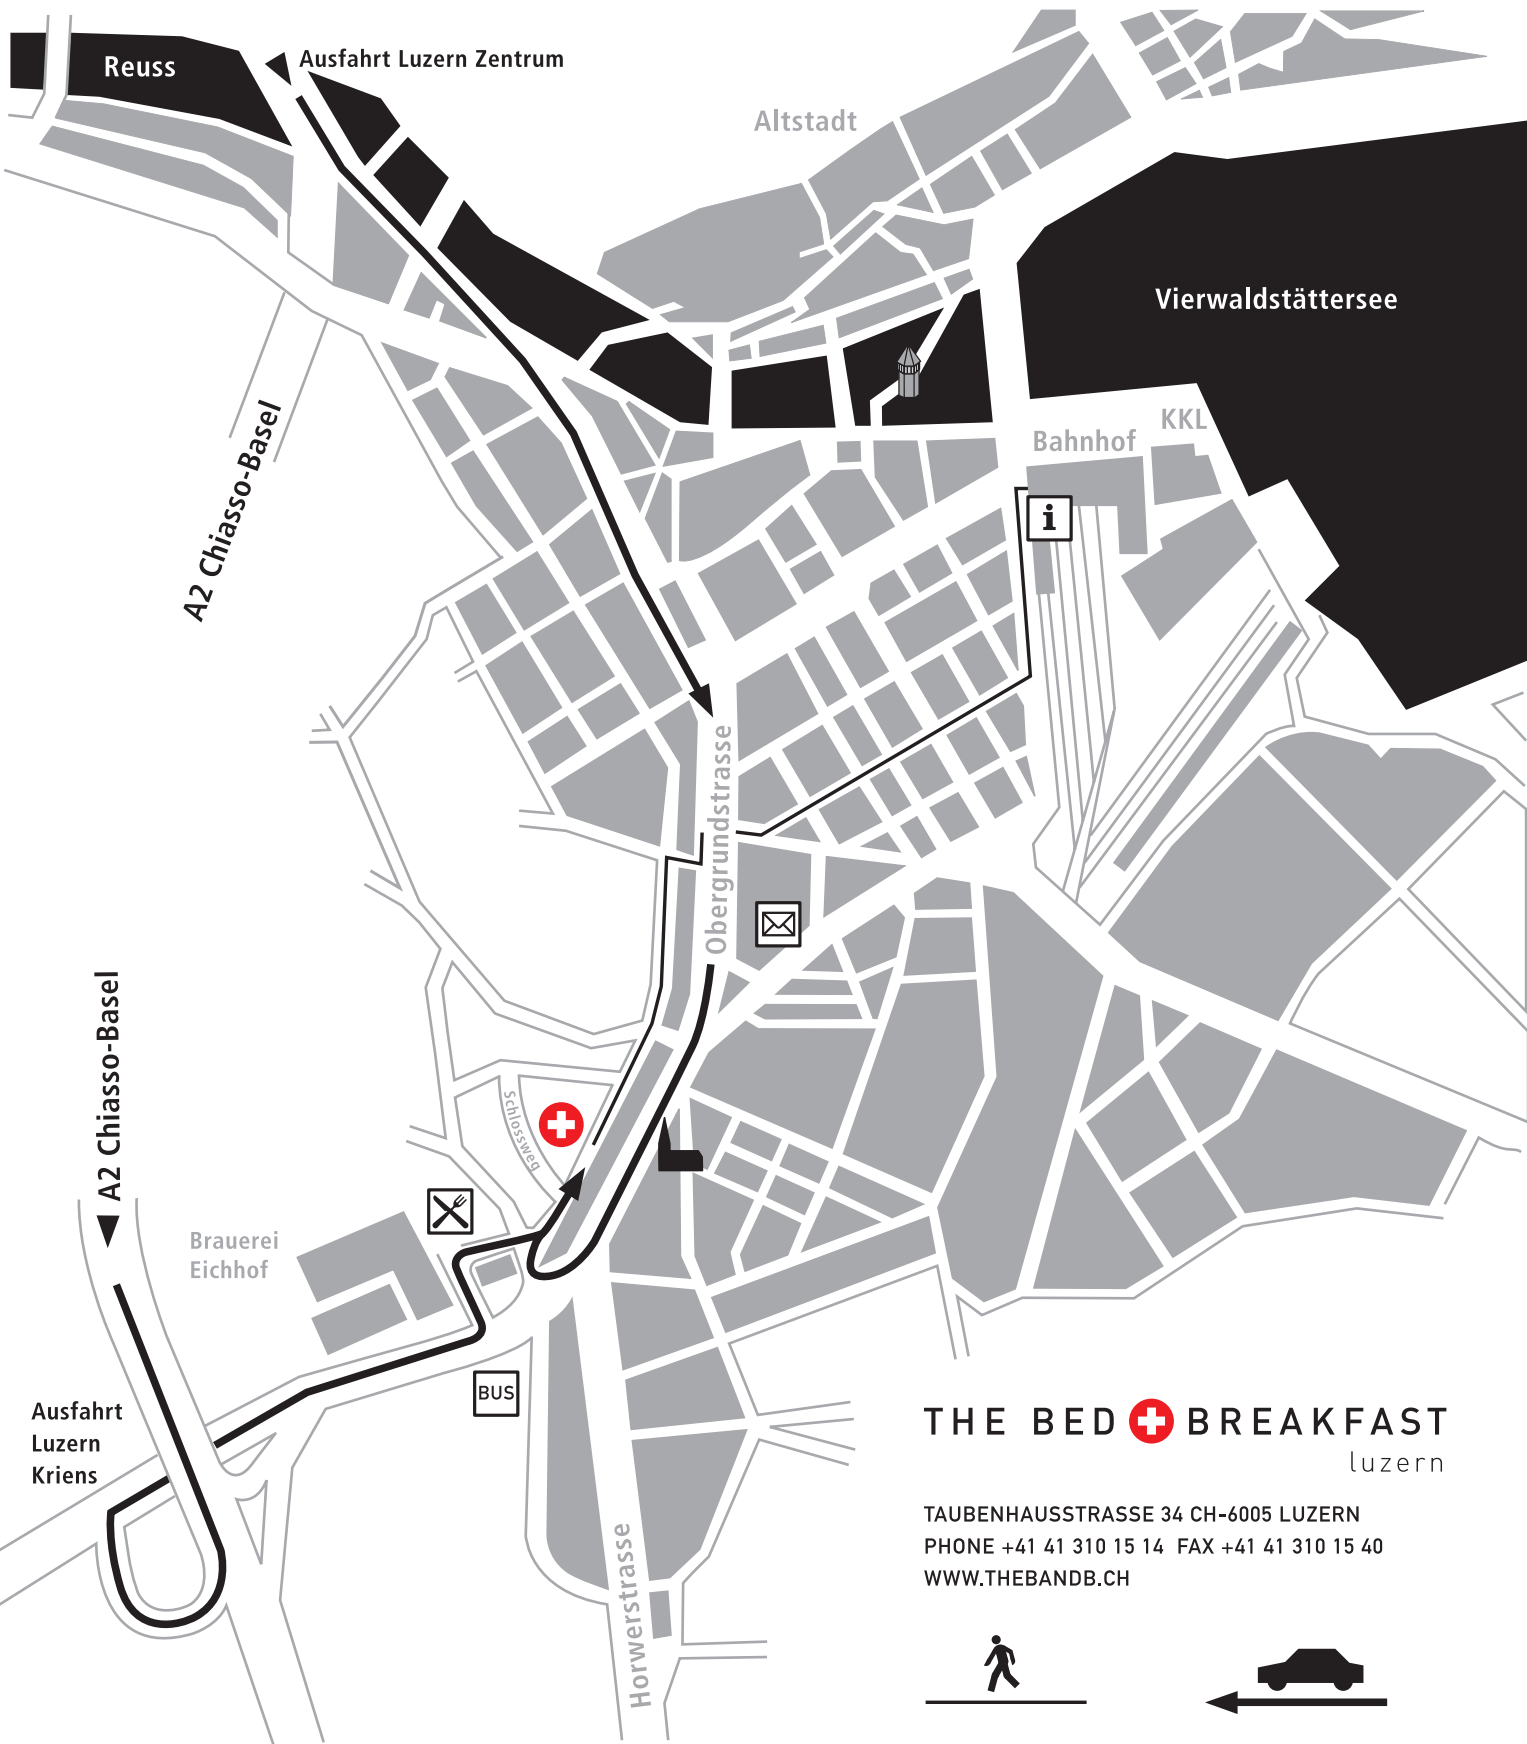 Reuss
Ausfahrt Luzern Zentrum
Altstadt
Vierwaldstättersee
KKL
Bahnhof
A2 Chiasso-Basel
i
Obergrundstrasse
A2 Chiasso-Basel
Schlossweg
Brauerei
Eichhof
BUS
Ausfahrt
Luzern
Kriens
Horwerstrasse
THE BED BREAKFAST
luzern
TAUBENHAUSSTRASSE 34 CH-6005 LUZERN
PHONE +41 41 310 15 14 FAX +41 41 310 15 40
WWW.THEBANDB.CH